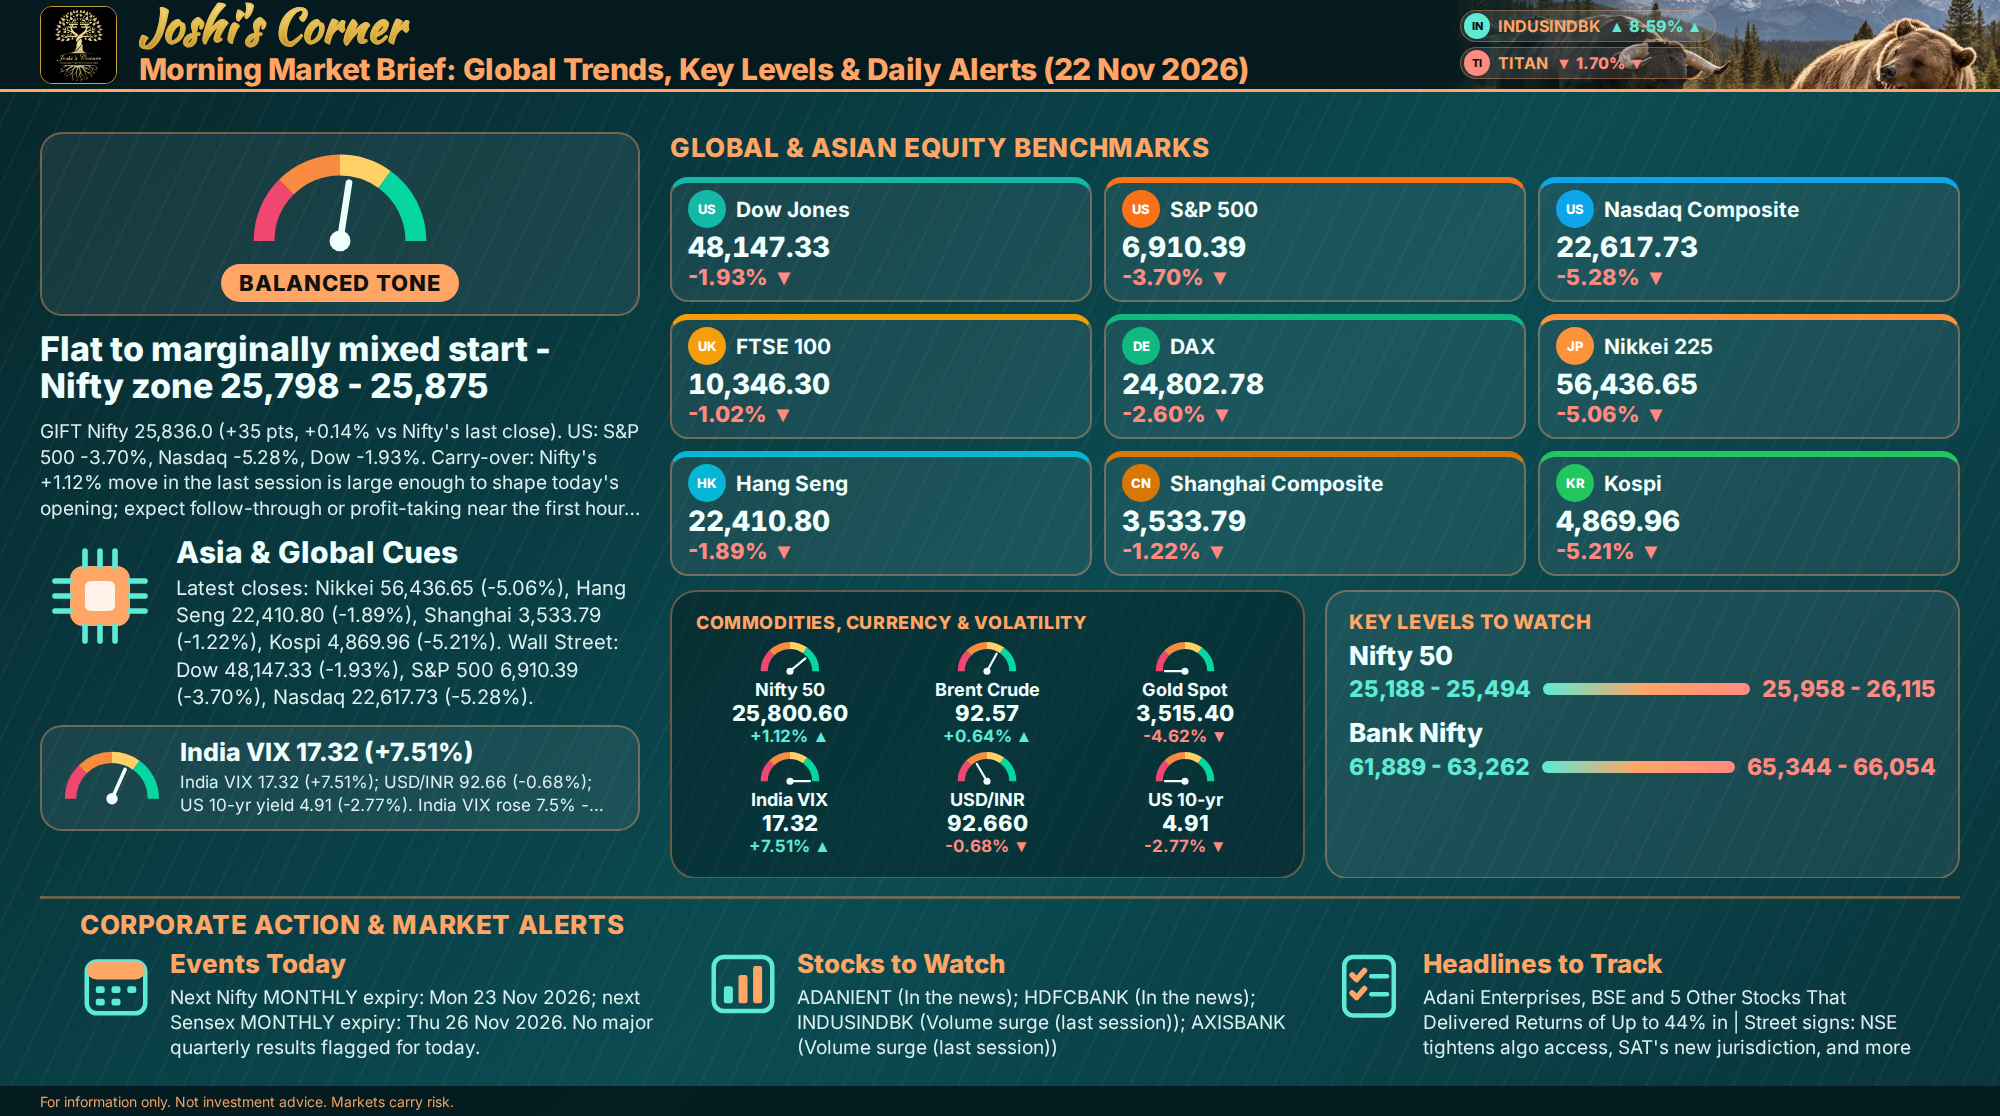 Joshi's Corner
Joshi's Corner
Morning Market Brief: Global Trends, Key Levels & Daily Alerts (22 Nov 2026)
IN INDUSINDBK ▲ 8.59% ▲
TI TITAN ▼ 1.70% ▼
BALANCED TONE
Flat to marginally mixed start -
Nifty zone 25,798 - 25,875
GIFT Nifty 25,836.0 (+35 pts, +0.14% vs Nifty's last close). US: S&P
500 -3.70%, Nasdaq -5.28%, Dow -1.93%. Carry-over: Nifty's
+1.12% move in the last session is large enough to shape today's
opening; expect follow-through or profit-taking near the first hour...
Asia & Global Cues
Latest closes: Nikkei 56,436.65 (-5.06%), Hang
Seng 22,410.80 (-1.89%), Shanghai 3,533.79
(-1.22%), Kospi 4,869.96 (-5.21%). Wall Street:
Dow 48,147.33 (-1.93%), S&P 500 6,910.39
(-3.70%), Nasdaq 22,617.73 (-5.28%).
India VIX 17.32 (+7.51%)
India VIX 17.32 (+7.51%); USD/INR 92.66 (-0.68%);
US 10-yr yield 4.91 (-2.77%). India VIX rose 7.5% -...
GLOBAL & ASIAN EQUITY BENCHMARKS
US Dow Jones
48,147.33
-1.93% ▼
US S&P 500
6,910.39
-3.70% ▼
US Nasdaq Composite
22,617.73
-5.28% ▼
UK FTSE 100
10,346.30
-1.02% ▼
DE DAX
24,802.78
-2.60% ▼
JP Nikkei 225
56,436.65
-5.06% ▼
HK Hang Seng
22,410.80
-1.89% ▼
CN Shanghai Composite
3,533.79
-1.22% ▼
KR Kospi
4,869.96
-5.21% ▼
COMMODITIES, CURRENCY & VOLATILITY
Nifty 50
25,800.60
+1.12% ▲
Brent Crude
92.57
+0.64% ▲
Gold Spot
3,515.40
-4.62% ▼
India VIX
17.32
+7.51% ▲
USD/INR
92.660
-0.68% ▼
US 10-yr
4.91
-2.77% ▼
KEY LEVELS TO WATCH
Nifty 50
25,188 - 25,494 25,958 - 26,115
Bank Nifty
61,889 - 63,262 65,344 - 66,054
CORPORATE ACTION & MARKET ALERTS
Events Today
Next Nifty MONTHLY expiry: Mon 23 Nov 2026; next
Sensex MONTHLY expiry: Thu 26 Nov 2026. No major
quarterly results flagged for today.
Stocks to Watch
ADANIENT (In the news); HDFCBANK (In the news);
INDUSINDBK (Volume surge (last session)); AXISBANK
(Volume surge (last session))
Headlines to Track
Adani Enterprises, BSE and 5 Other Stocks That
Delivered Returns of Up to 44% in | Street signs: NSE
tightens algo access, SAT's new jurisdiction, and more
For information only. Not investment advice. Markets carry risk.